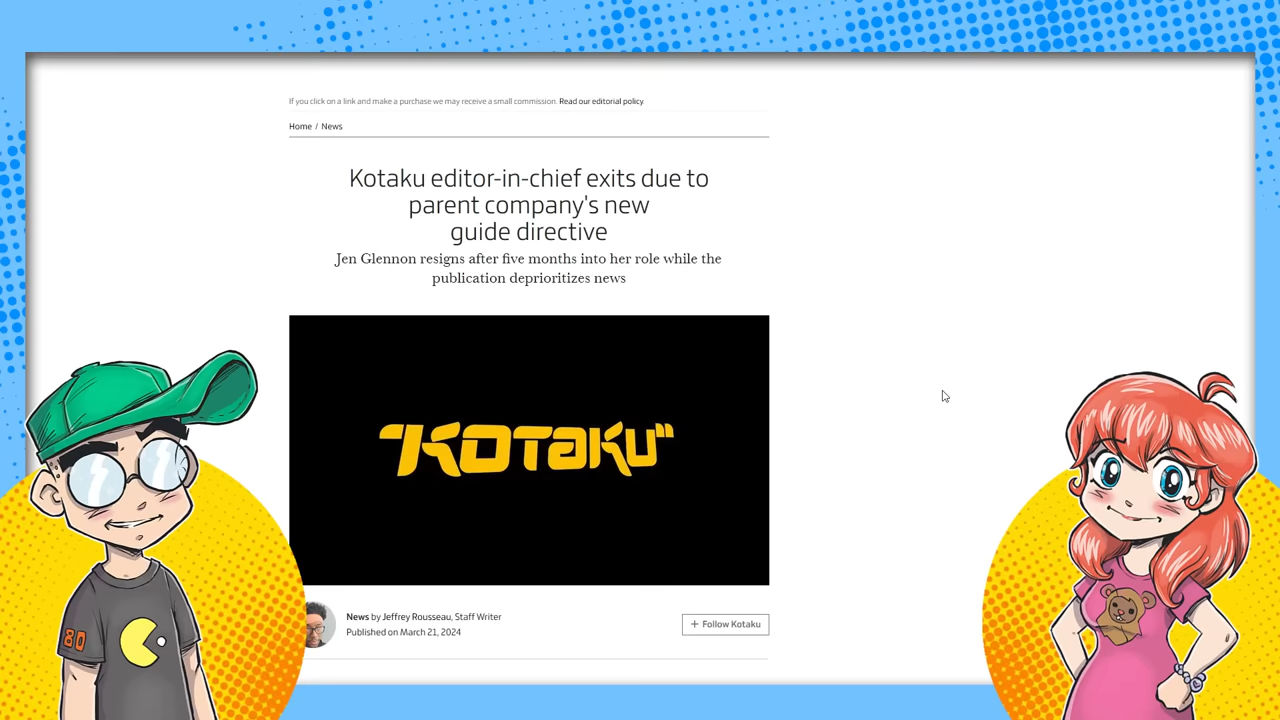 If you click on a link and make a purchase we may receive a small commission. Read our editorial policy.
Home / News
Kotaku editor-in-chief exits due to
parent company's new
guide directive
Jen Glennon resigns after five months into her role while the
publication deprioritizes news
"KOTAKU"
News by Jeffrey Rousseau, Staff Writer
Published on March 21, 2024
+ Follow Kotaku
80